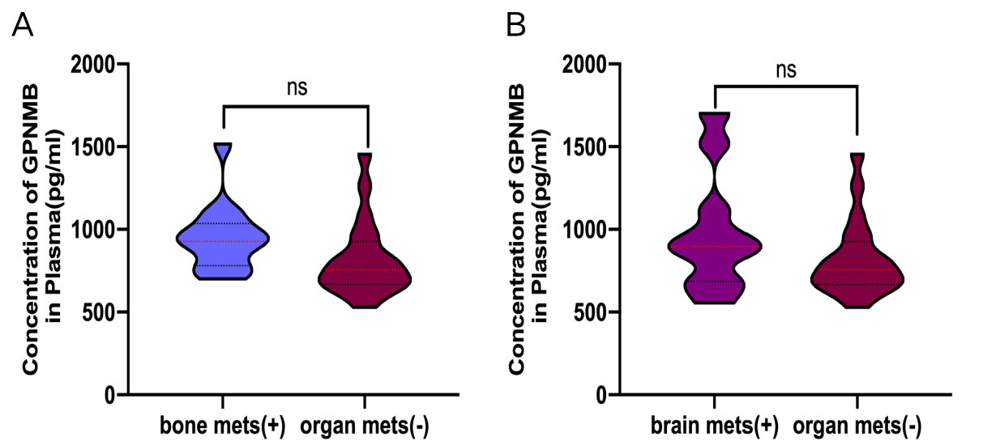 A
Concentration of GPNMB
in Plasma(pg/ml)
2000
1500
1000
500
0
ns
bone mets(+) organ mets(-)
B
Concentration of GPNMB
in Plasma(pg/ml)
2000
1500
1000
500
0
ns
brain mets(+) organ mets(-)